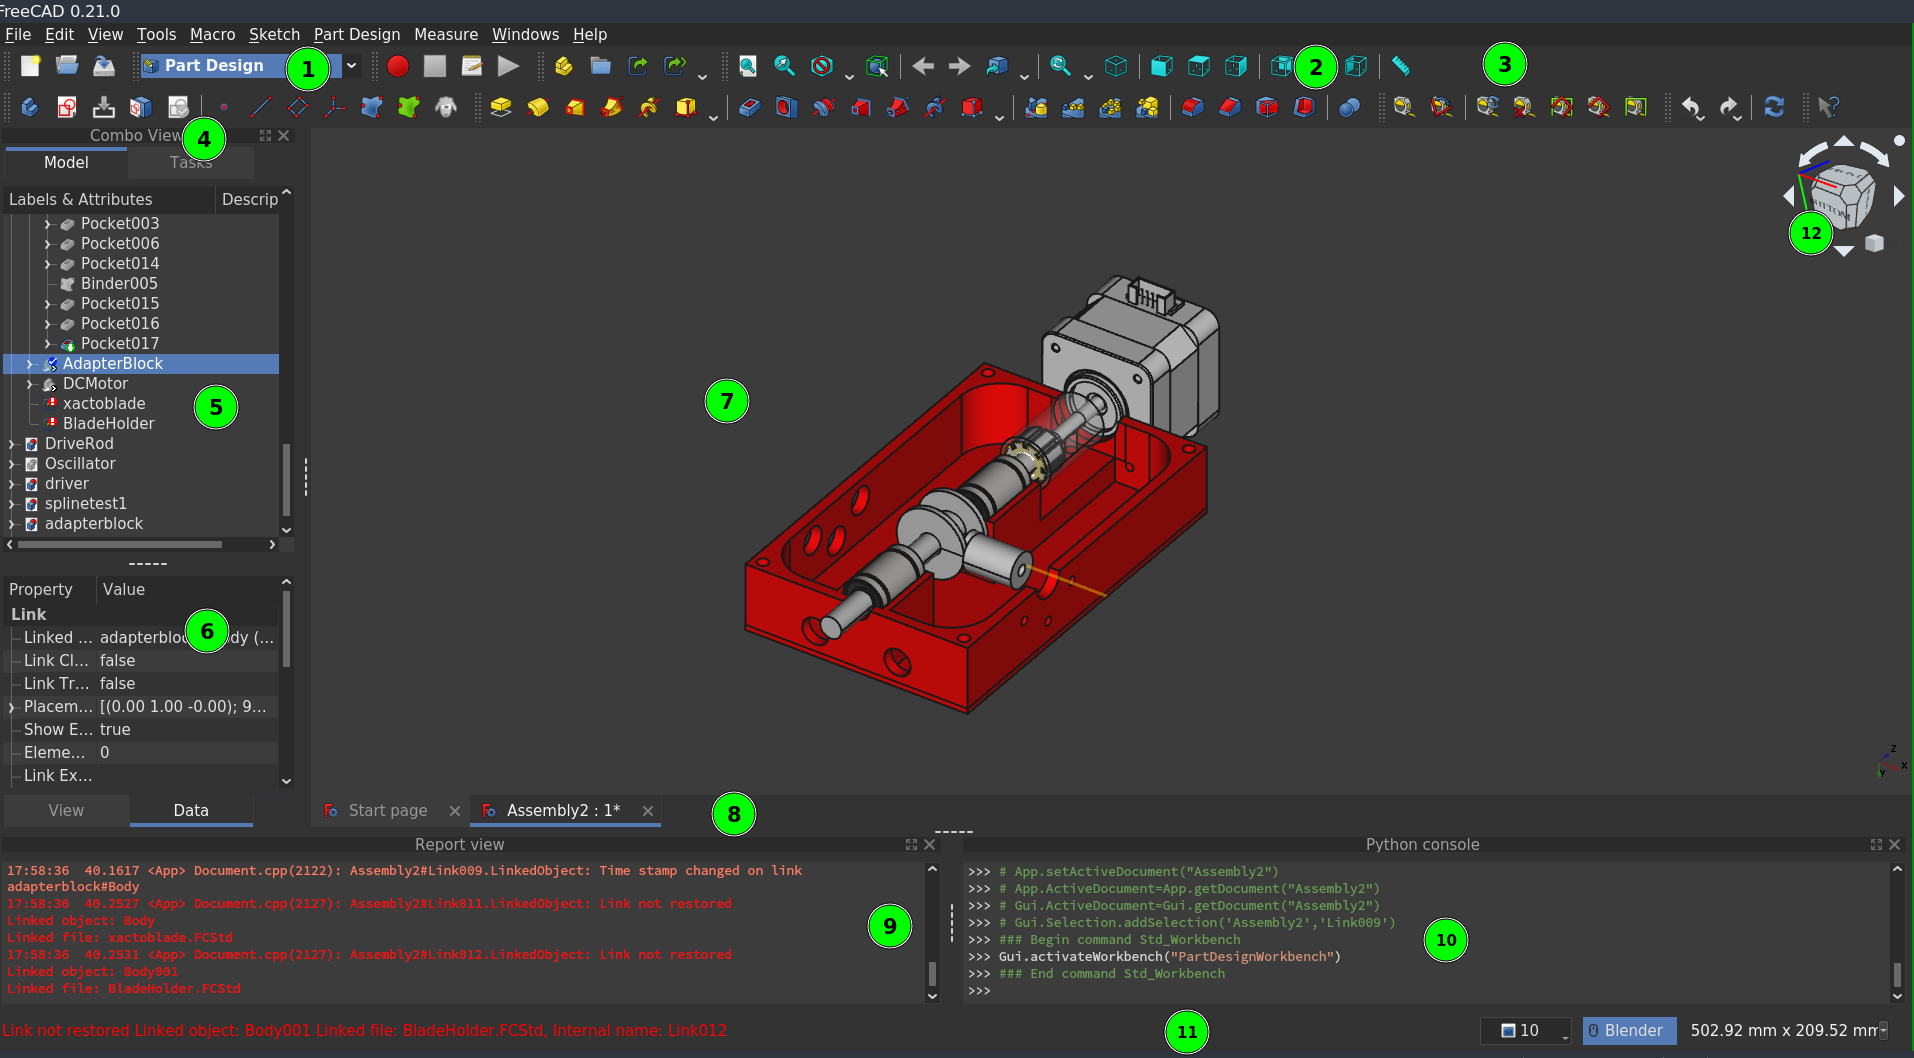 FreeCAD 0.21.0
File Edit View Tools Macro Sketch Part Design Measure Windows Help
Part Design 1 2 3
4
Combo View
Model Tasks
Labels & Attributes Descrip
Pocket003
Pocket006
Pocket014
Binder005
Pocket015
Pocket016
Pocket017
AdapterBlock
DCMotor
xactoblade
BladeHolder
DriveRod
Oscillator
driver
splinetest1
adapterblock
5
Property Value
Link
Linked ... adapterbloc dy (...
6
Link Cl... false
Link Tr... false
Placem... [(0.00 1.00 -0.00); 9...
Show E... true
Eleme... 0
Link Ex...
View Data
7
12
BOTTOM
Z
X
Y
Start page Assembly2 : 1* 8
Report view
17:58:36 40.1617 <App> Document.cpp(2122): Assembly2#Link009.LinkedObject: Time stamp changed on link
adapterblock#Body
17:58:36 40.2527 <App> Document.cpp(2127): Assembly2#Link011.LinkedObject: Link not restored
Linked object: Body
Linked file: xactoblade.FCStd
17:58:36 40.2531 <App> Document.cpp(2127): Assembly2#Link012.LinkedObject: Link not restored
Linked object: Body001
Linked file: BladeHolder.FCStd
9
Python console
>>> # App.setActiveDocument("Assembly2")
>>> # App.ActiveDocument=App.getDocument("Assembly2")
>>> # Gui.ActiveDocument=Gui.getDocument("Assembly2")
>>> # Gui.Selection.addSelection('Assembly2','Link009')
>>> ### Begin command Std_Workbench
>>> Gui.activateWorkbench("PartDesignWorkbench")
>>> ### End command Std_Workbench
>>>
10
Link not restored Linked object: Body001 Linked file: BladeHolder.FCStd, Internal name: Link012
11
10 Blender 502.92 mm x 209.52 mm